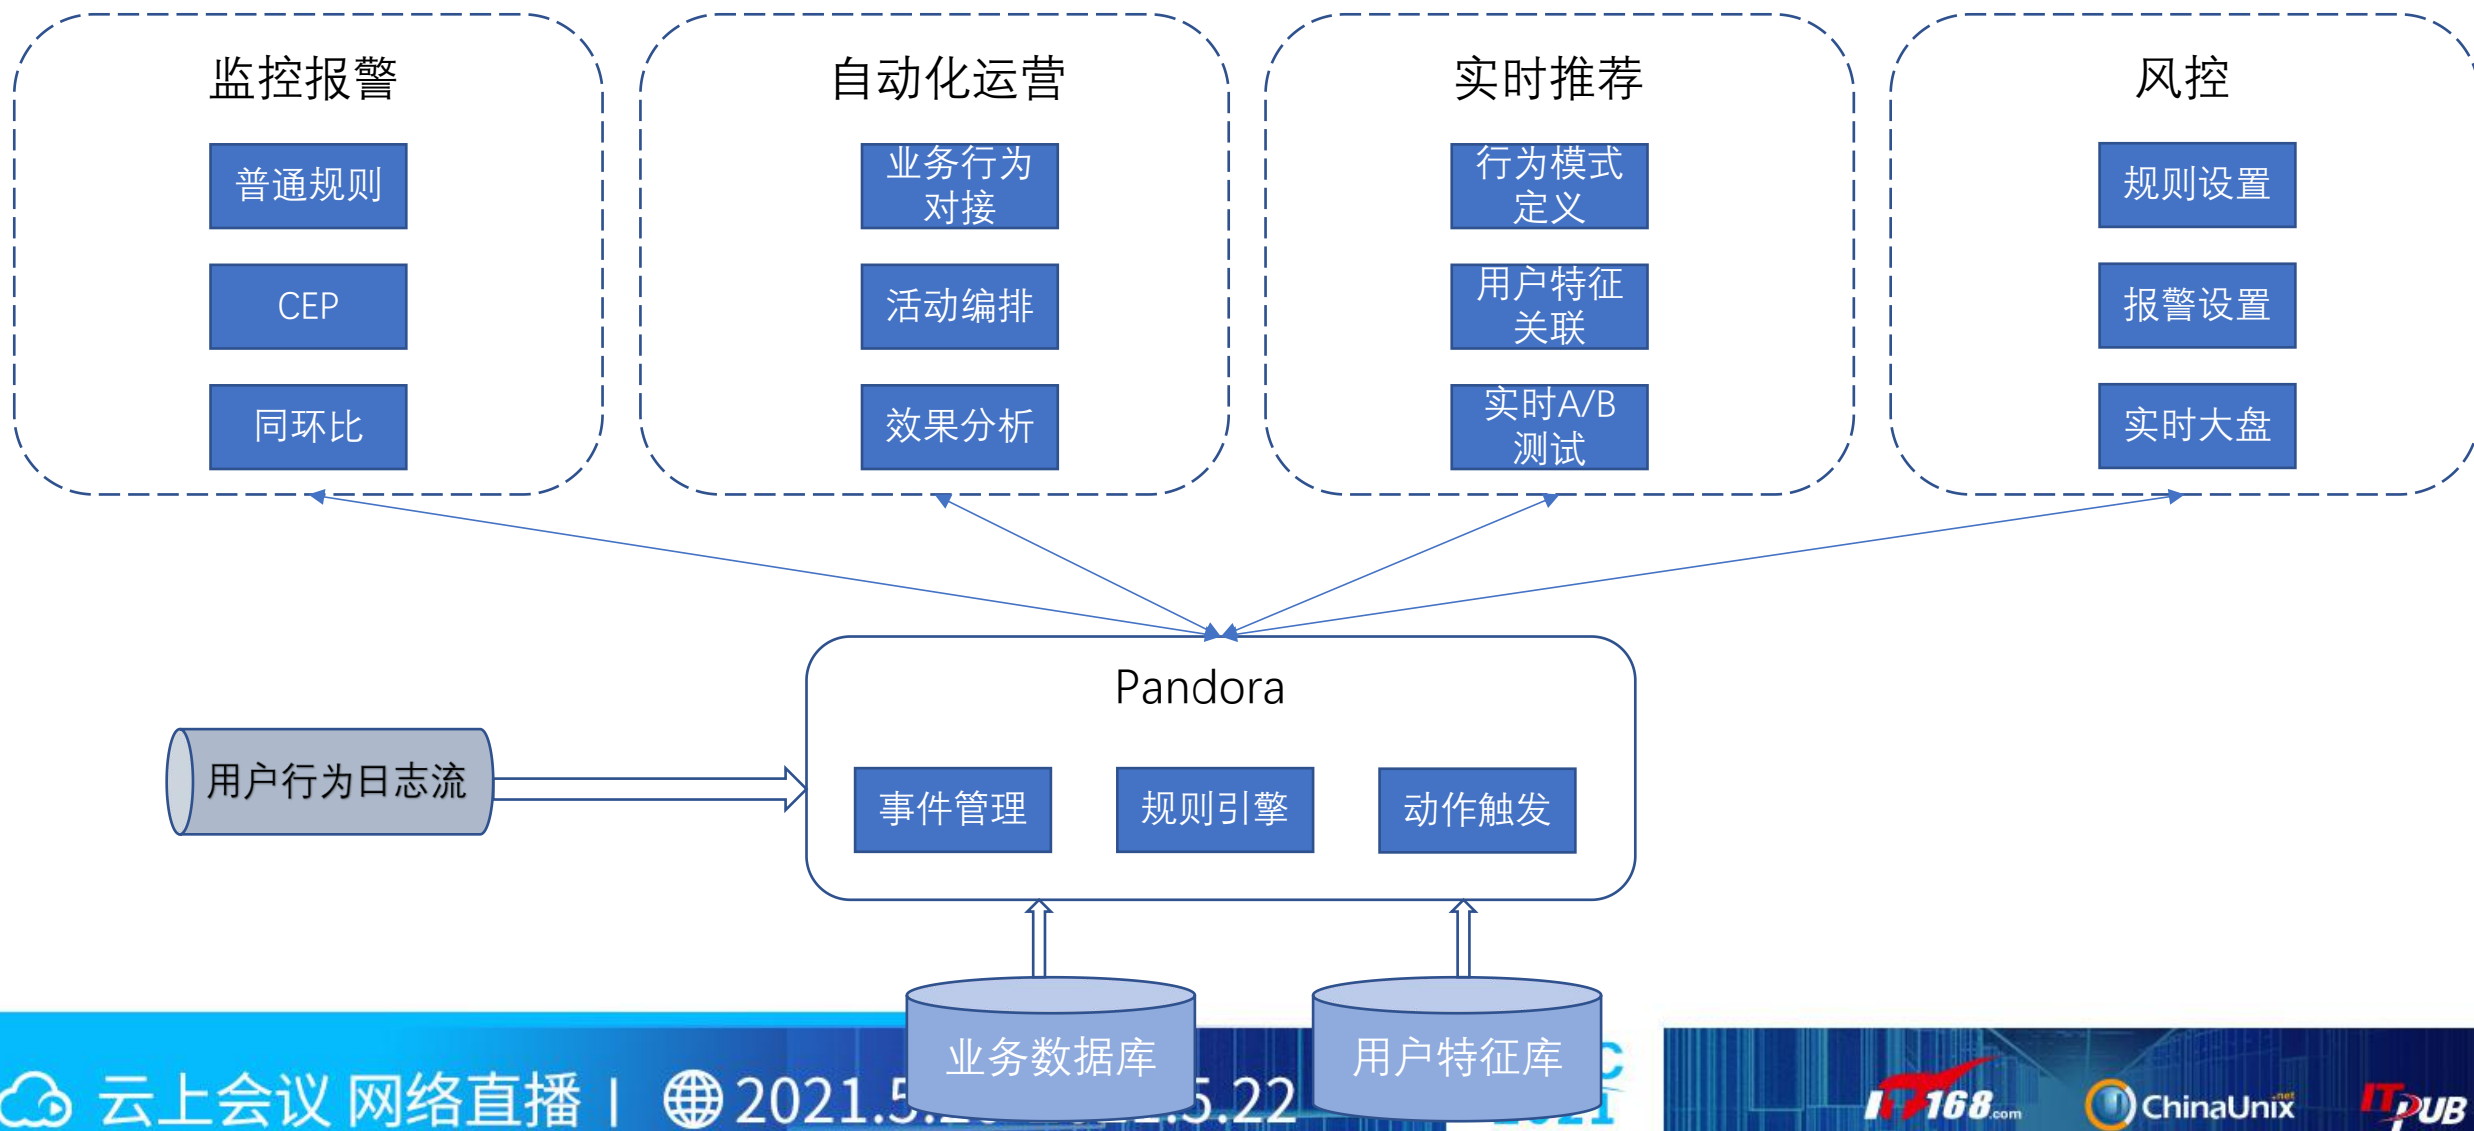 监控报警
自动化运营
实时推荐
风控
普通规则
业务行为
对接
行为模式
定义
规则设置
CEP
活动编排
用户特征
关联
报警设置
同环比
效果分析
实时A/B
测试
实时大盘
Pandora
用户行为日志流
事件管理
规则引擎
动作触发
业务数据库
用户特征库
云上会议 网络直播 |
2021.5.
5.22
IT168.com
ChinaUnix.net
ITPUB